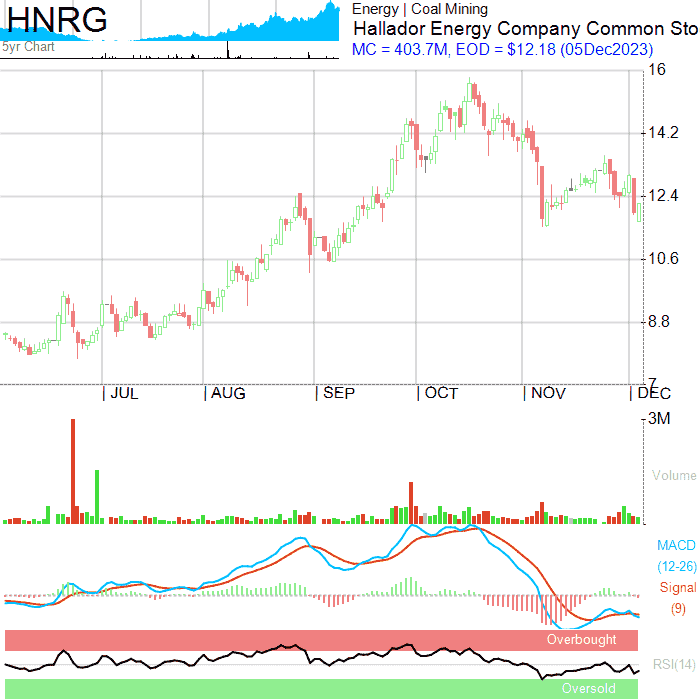 HNRG
5yr Chart
Energy | Coal Mining
Hallador Energy Company Common Sto
MC = 403.7M, EOD = $12.18 (05Dec2023)
16
14.2
12.4
10.6
8.8
7
JUL AUG SEP OCT NOV DEC
3M
Volume
MACD
(12-26)
Signal
(9)
Overbought
RSI(14)
Oversold